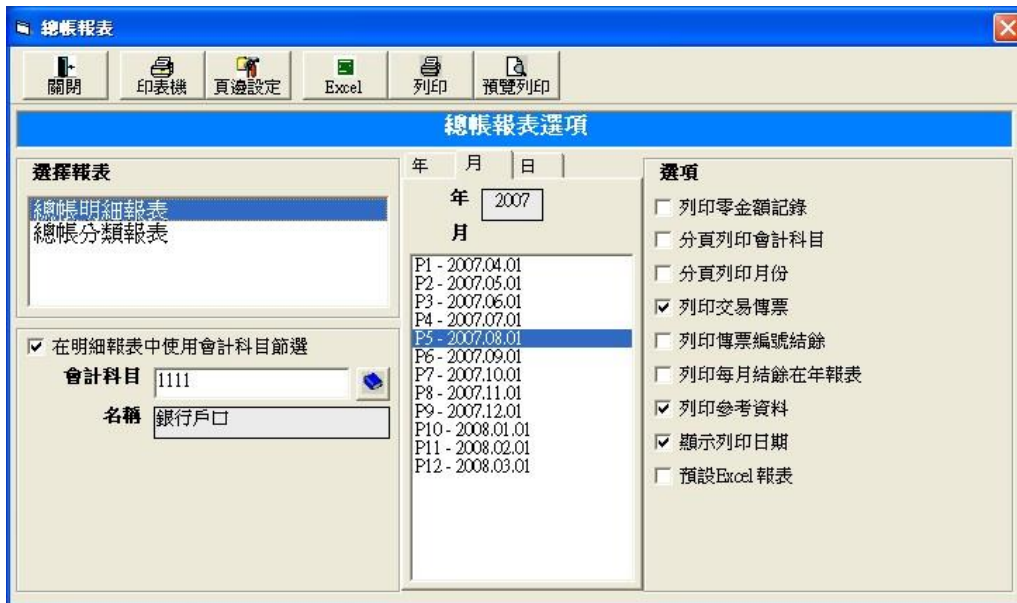 總帳報表
關閉
印表機
頁邊設定
Excel
列印
預覽列印
總帳報表選項
選擇報表
總帳明細報表
總帳分類報表
在明細報表中使用會計科目節選
會計科目 1111
名稱 銀行戶口
年 月 日
年 2007
月
P1 - 2007.04.01
P2 - 2007.05.01
P3 - 2007.06.01
P4 - 2007.07.01
P5 - 2007.08.01
P6 - 2007.09.01
P7 - 2007.10.01
P8 - 2007.11.01
P9 - 2007.12.01
P10 - 2008.01.01
P11 - 2008.02.01
P12 - 2008.03.01
選項
列印零金額記錄
分頁列印會計科目
分頁列印月份
列印交易傳票
列印傳票編號結餘
列印每月結餘在年報表
列印參考資料
顯示列印日期
預設Excel 報表